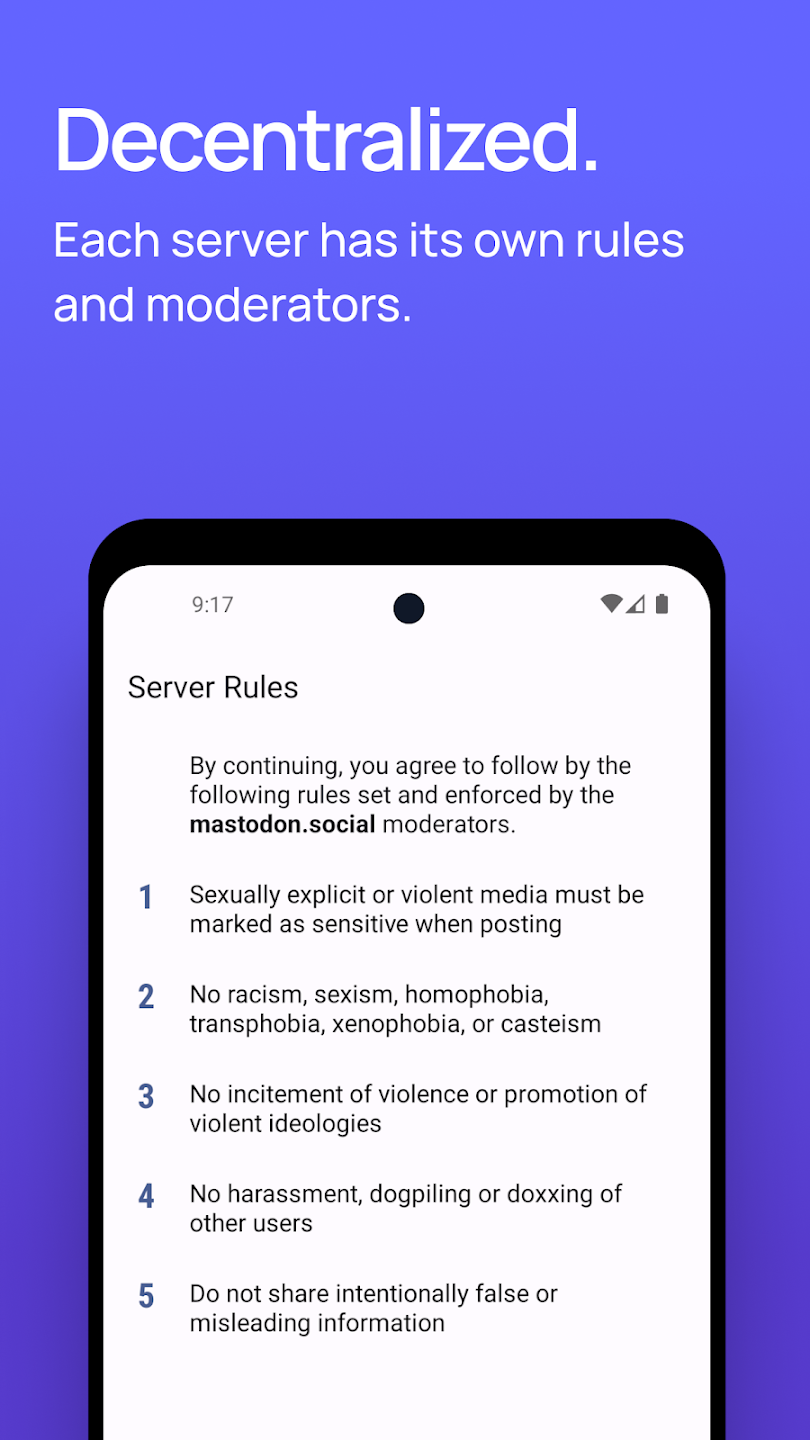 Decentralized.
Each server has its own rules
and moderators.
9:17
Server Rules
By continuing, you agree to follow by the
following rules set and enforced by the
mastodon.social moderators.
1
Sexually explicit or violent media must be
marked as sensitive when posting
2
No racism, sexism, homophobia,
transphobia, xenophobia, or casteism
3
No incitement of violence or promotion of
violent ideologies
4
No harassment, dogpiling or doxxing of
other users
5
Do not share intentionally false or
misleading information